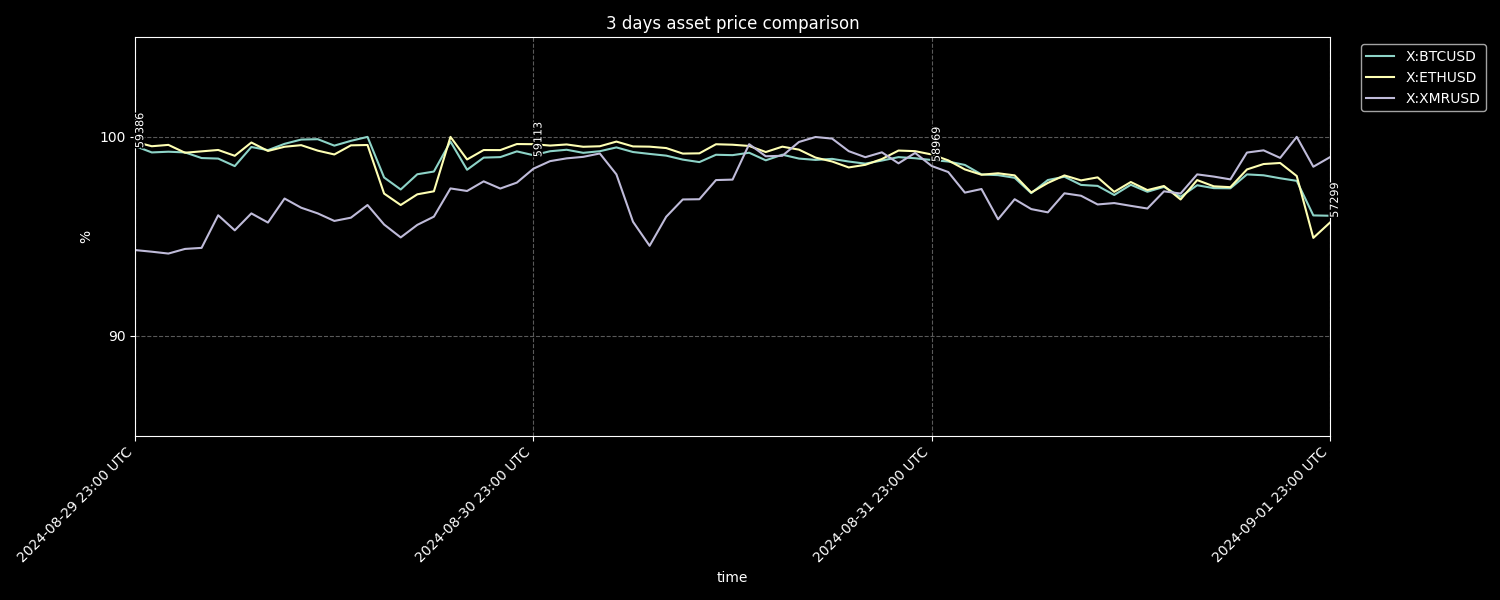 3 days asset price comparison
X:BTCUSD
X:ETHUSD
X:XMRUSD
59386
59113
58969
57299
100
90
%
2024-08-29 23:00 UTC
2024-08-30 23:00 UTC
2024-08-31 23:00 UTC
2024-09-01 23:00 UTC
time